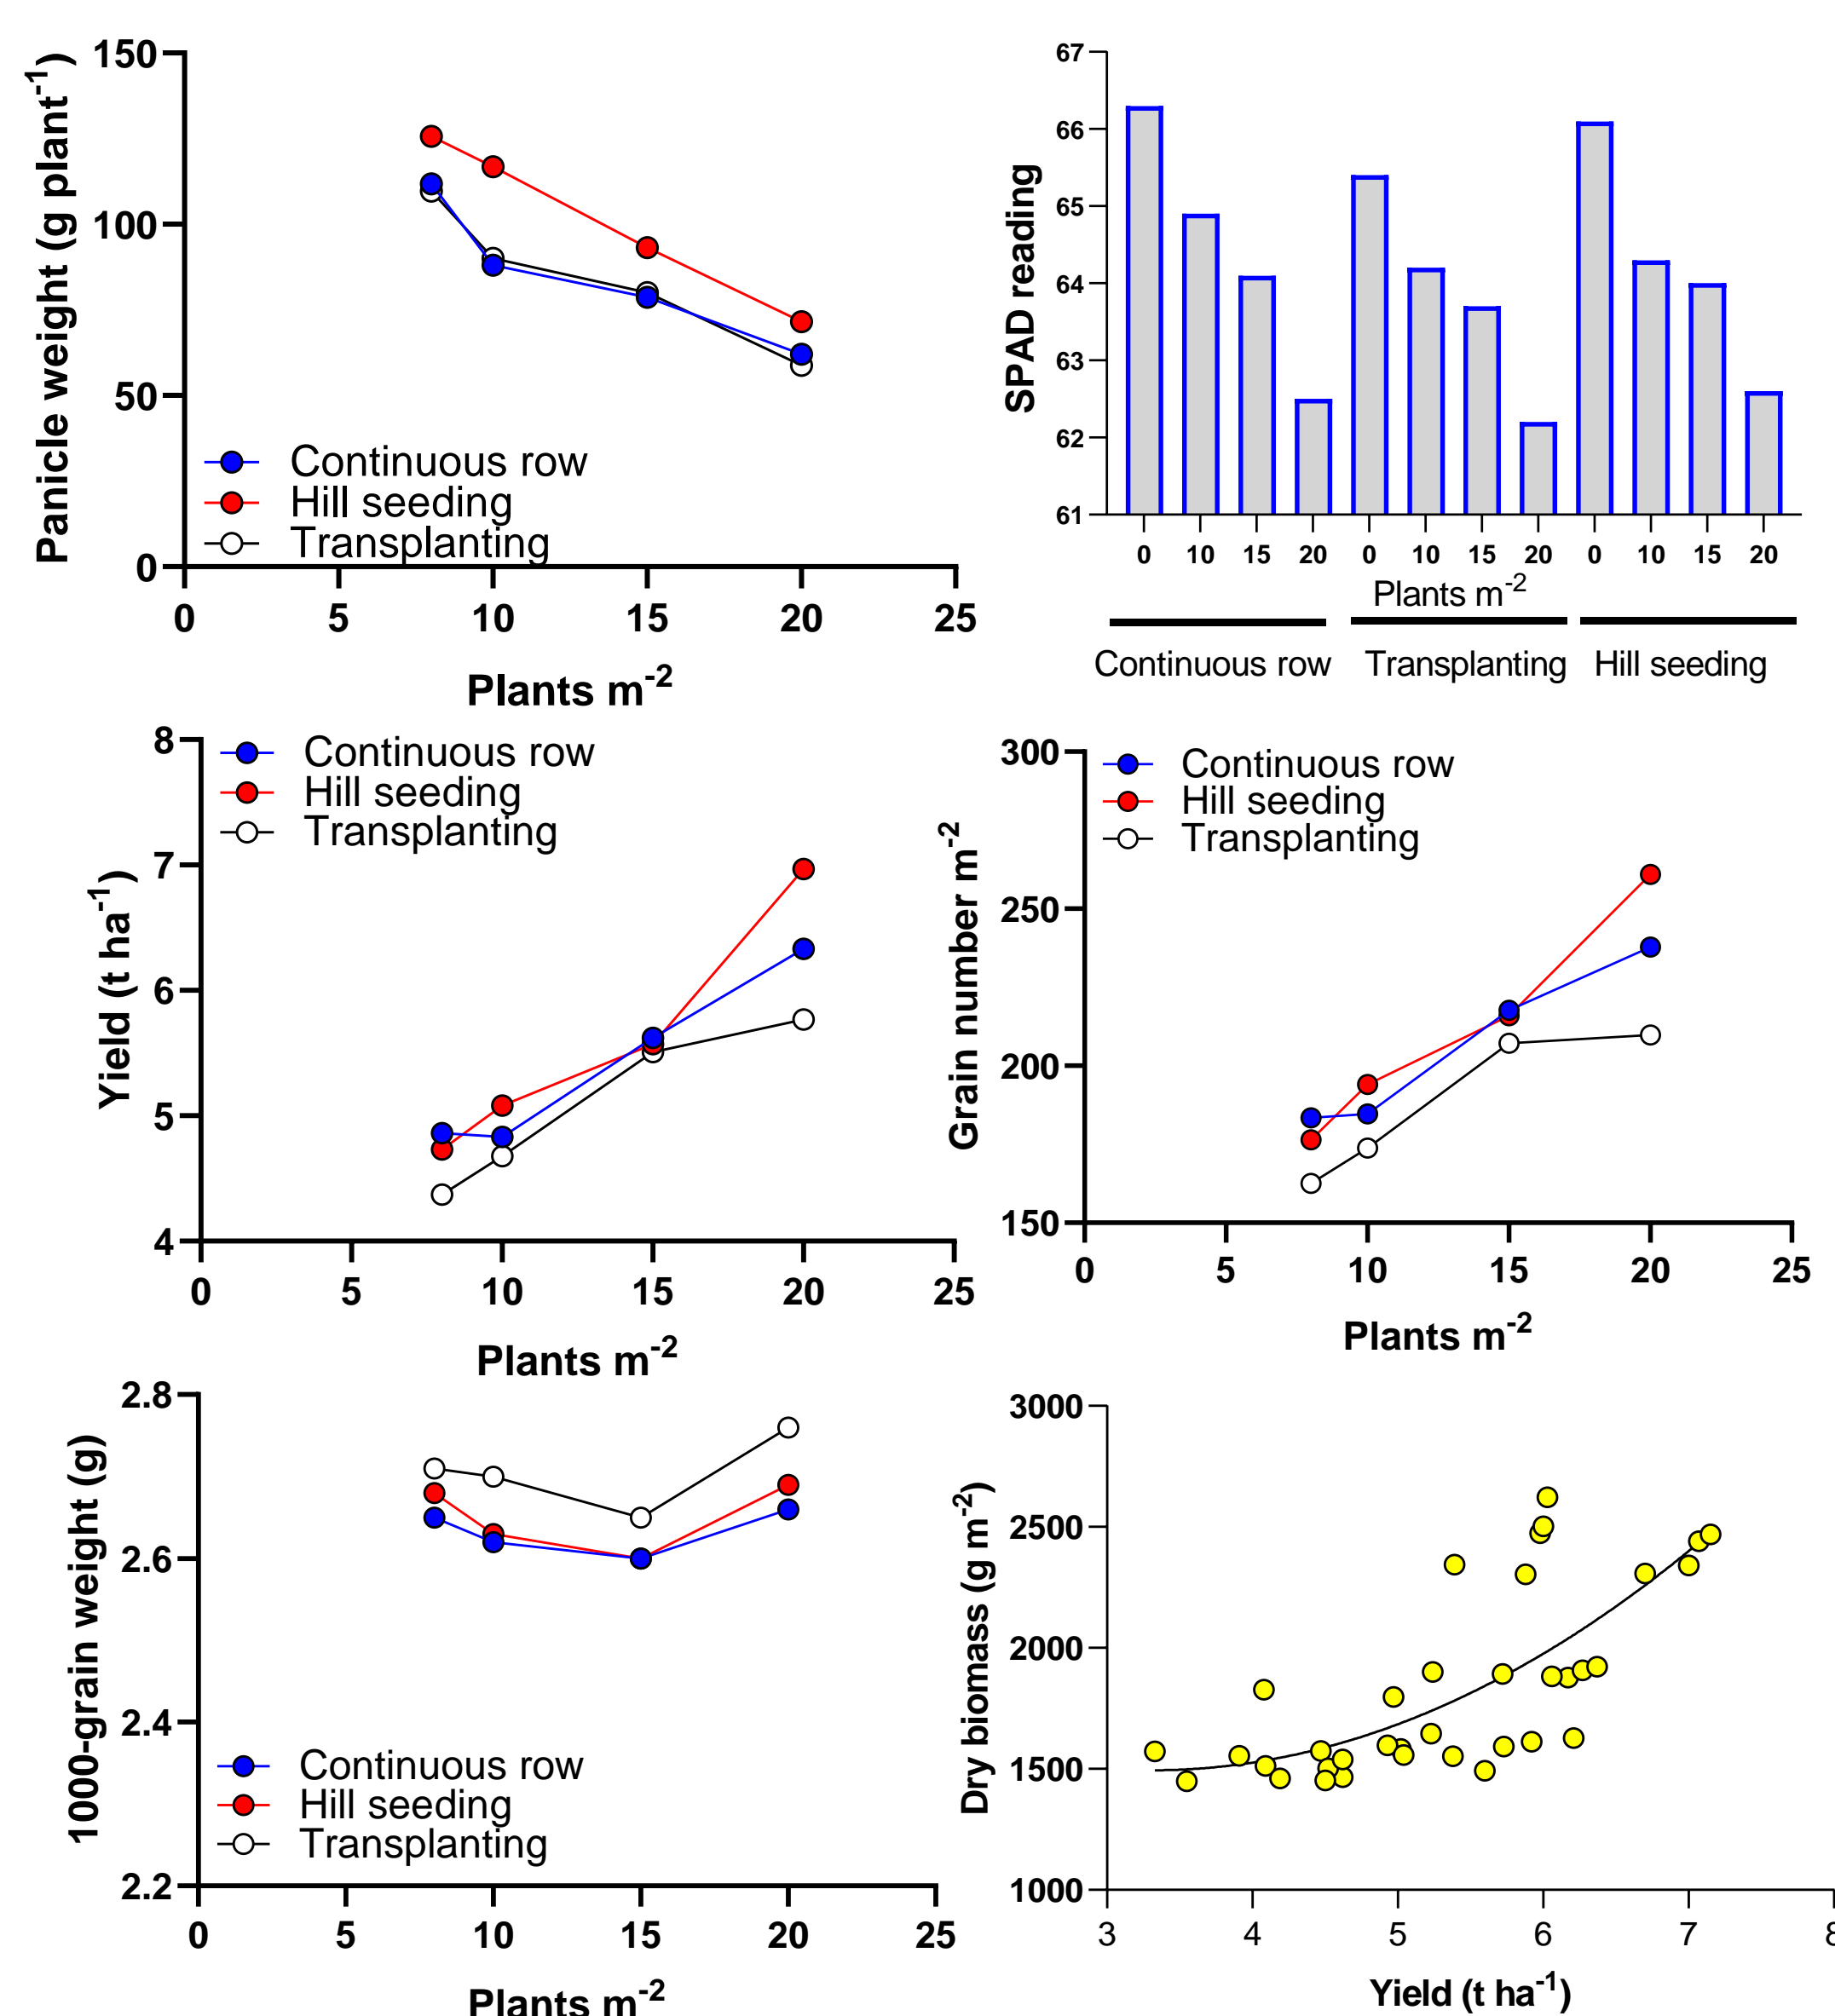 150
100
50
0
Panicle weight (g plant-1)
Continuous row
Hill seeding
Transplanting
0 5 10 15 20 25
Plants m-2
67
66
65
64
63
62
61
SPAD reading
0 10 15 20 0 10 15 20 0 10 15 20
Plants m-2
Continuous row Transplanting Hill seeding
8
7
6
5
4
Yield (t ha-1)
Continuous row
Hill seeding
Transplanting
0 5 10 15 20 25
Plants m-2
300
250
200
150
Grain number m-2
Continuous row
Hill seeding
Transplanting
0 5 10 15 20 25
Plants m-2
2.8
2.6
2.4
2.2
1000-grain weight (g)
Continuous row
Hill seeding
Transplanting
0 5 10 15 20 25
Plants m-2
3000
2500
2000
1500
1000
Dry biomass (g m-2)
3 4 5 6 7 8
Yield (t ha-1)